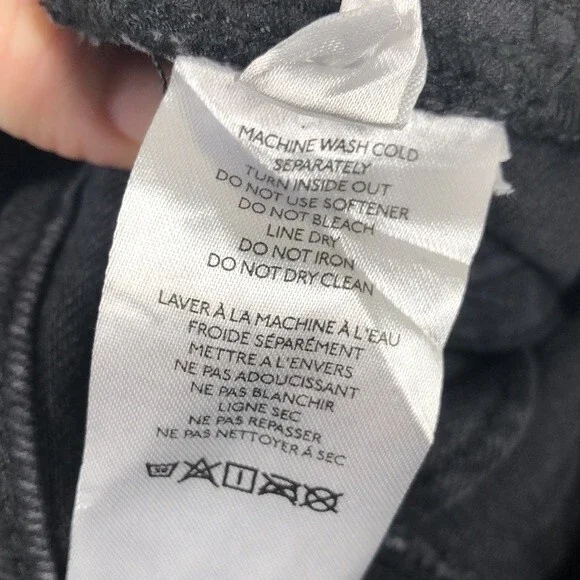 MACHINE WASH COLD
SEPARATELY
TURN INSIDE OUT
DO NOT USE SOFTENER
DO NOT BLEACH
LINE DRY
DO NOT IRON
DO NOT DRY CLEAN
LAVER À LA MACHINE À L'EAU
FROIDE SÉPARÉMENT
METTRE A L'ENVERS
NE PAS ADOUCISSANT
NE PAS BLANCHIR
LIGNE SEC
NE PAS REPASSER
NE PAS NETTOYER À SEC
30